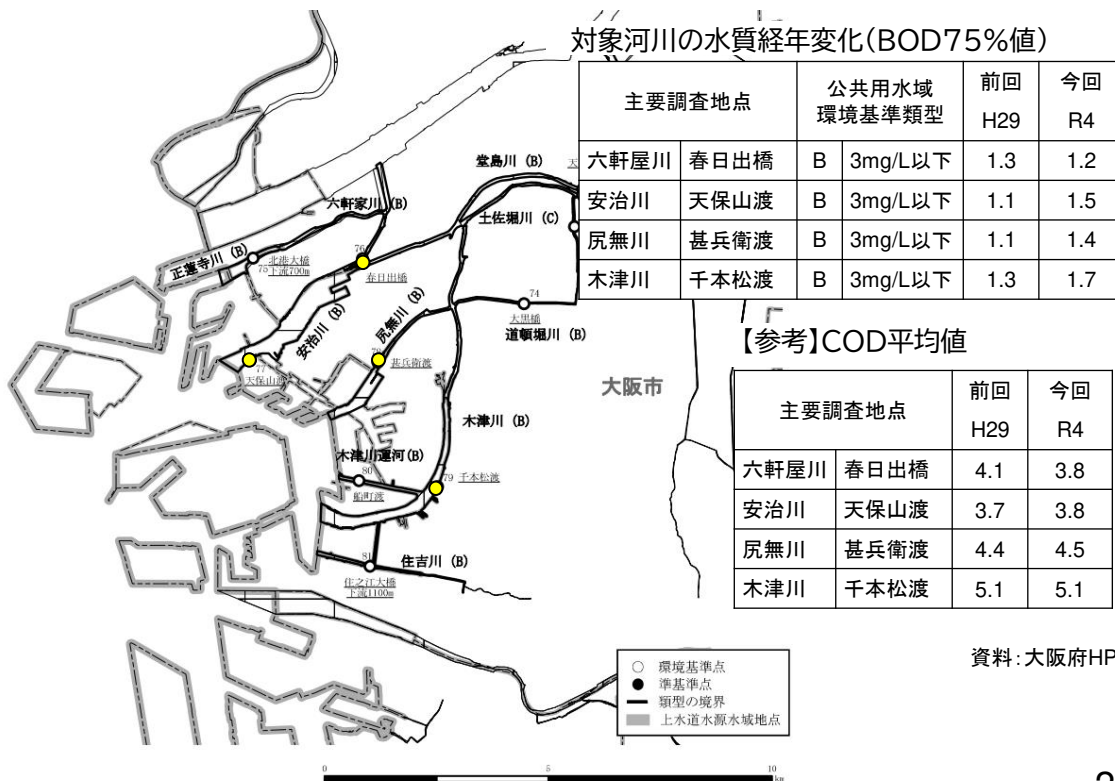 対象河川の水質経年変化(BOD75%値)
主要調査地点 公共用水域 環境基準類型 前回 H29 今回 R4
六軒屋川 春日出橋 B 3mg/L以下 1.3 1.2
安治川 天保山渡 B 3mg/L以下 1.1 1.5
尻無川 甚兵衛渡 B 3mg/L以下 1.1 1.4
木津川 千本松渡 B 3mg/L以下 1.3 1.7
【参考】COD平均値
主要調査地点 前回 H29 今回 R4
六軒屋川 春日出橋 4.1 3.8
安治川 天保山渡 3.7 3.8
尻無川 甚兵衛渡 4.4 4.5
木津川 千本松渡 5.1 5.1
資料:大阪府HP
堂島川 (B)
天
六軒家川 (B)
土佐堀川 (C)
正蓮寺川 (B)
75
北港大橋
下流700m
76
春日出橋
74
大黒橋
道頓堀川 (B)
安治川 (B)
尻無川 (B)
77
天保山渡
甚兵衛渡
大阪市
木津川 (B)
木津川運河(B)
80
船町渡
79 千本松渡
81
住之江大橋
下流1100m
住吉川 (B)
環境基準点
準基準点
類型の境界
上水道水源水域地点
0 5 10
km